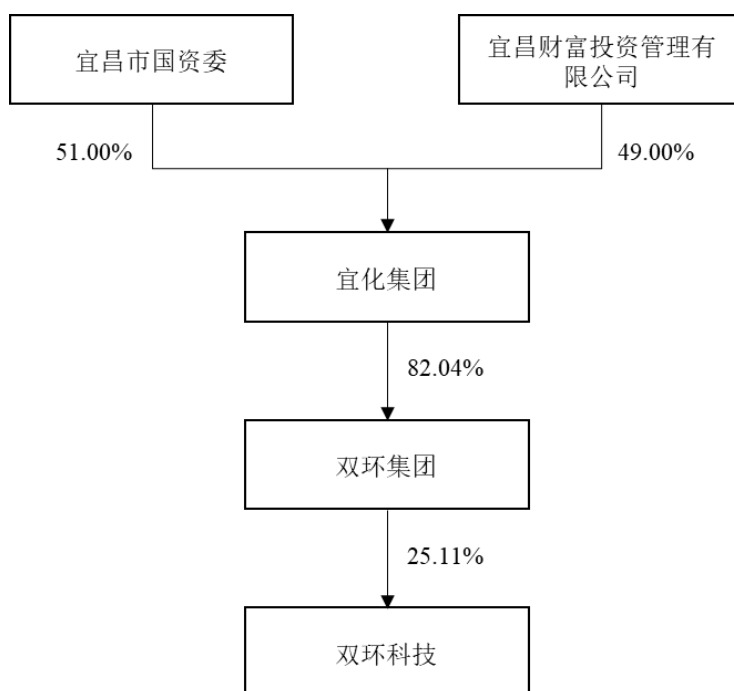 宜昌市国资委
宜昌财富投资管理有
限公司
51.00%
49.00%
宜化集团
82.04%
双环集团
25.11%
双环科技